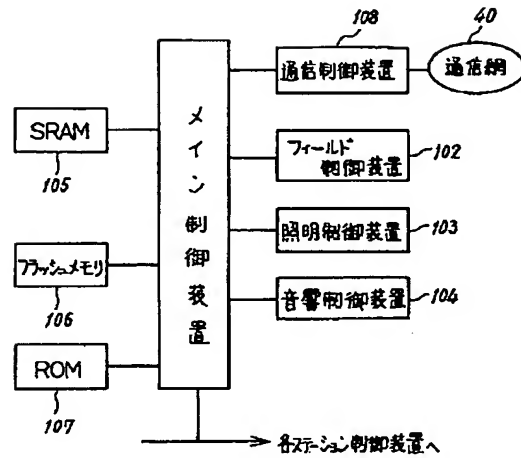 108
40
通信制御装置
通信網
メイン制御装置
SRAM
105
フィールド
制御装置
102
照明制御装置
103
フラッシュメモリ
106
音響制御装置
104
ROM
107
各ステーション制御装置へ